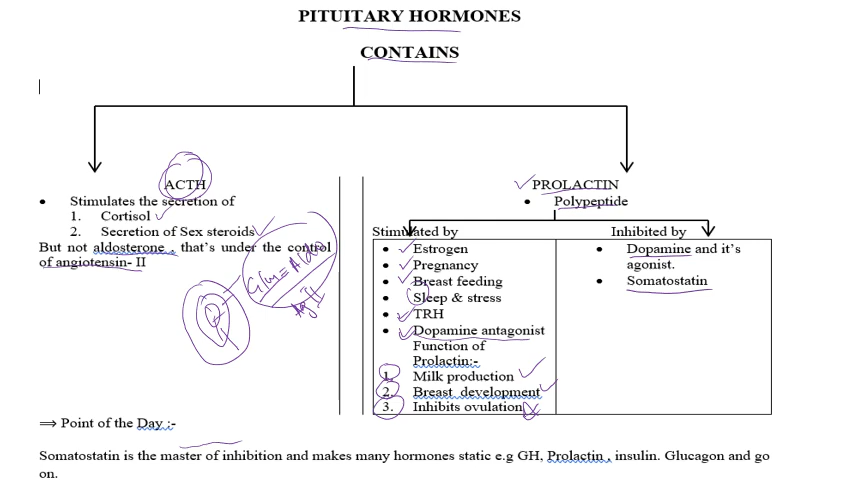 PITUITARY HORMONES
CONTAINS
ACTH
• Stimulates the secretion of
1. Cortisol
2. Secretion of Sex steroids
But not aldosterone , that's under the control
of angiotensin- II
PROLACTIN
• Polypeptide
Stimulated by
• Estrogen
• Pregnancy
• Breast feeding
• Sleep & stress
• TRH
• Dopamine antagonist
Function of
Prolactin:-
1. Milk production
2. Breast development
3. Inhibits ovulation
Inhibited by
• Dopamine and it's
agonist.
• Somatostatin
⟹ Point of the Day :-
Somatostatin is the master of inhibition and makes many hormones static e.g GH, Prolactin , insulin. Glucagon and go
on.